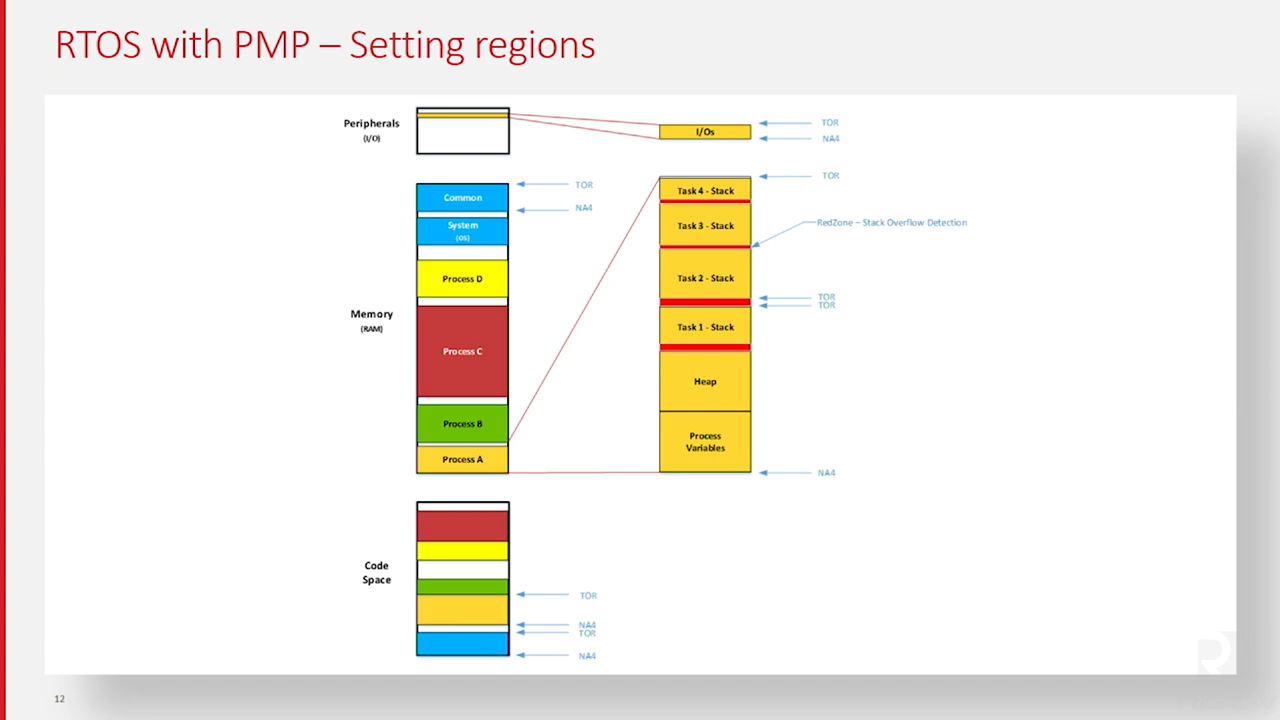 RTOS with PMP – Setting regions
Peripherals
(I/O)
I/Os
TOR
NA4
Common
System
(OS)
Process D
Process C
Process B
Process A
TOR
NA4
Memory
(RAM)
Task 4 - Stack
Task 3 - Stack
Task 2 - Stack
Task 1 - Stack
Heap
Process
Variables
TOR
RedZone – Stack Overflow Detection
TOR
TOR
NA4
Code
Space
TOR
NA4
TOR
NA4
12